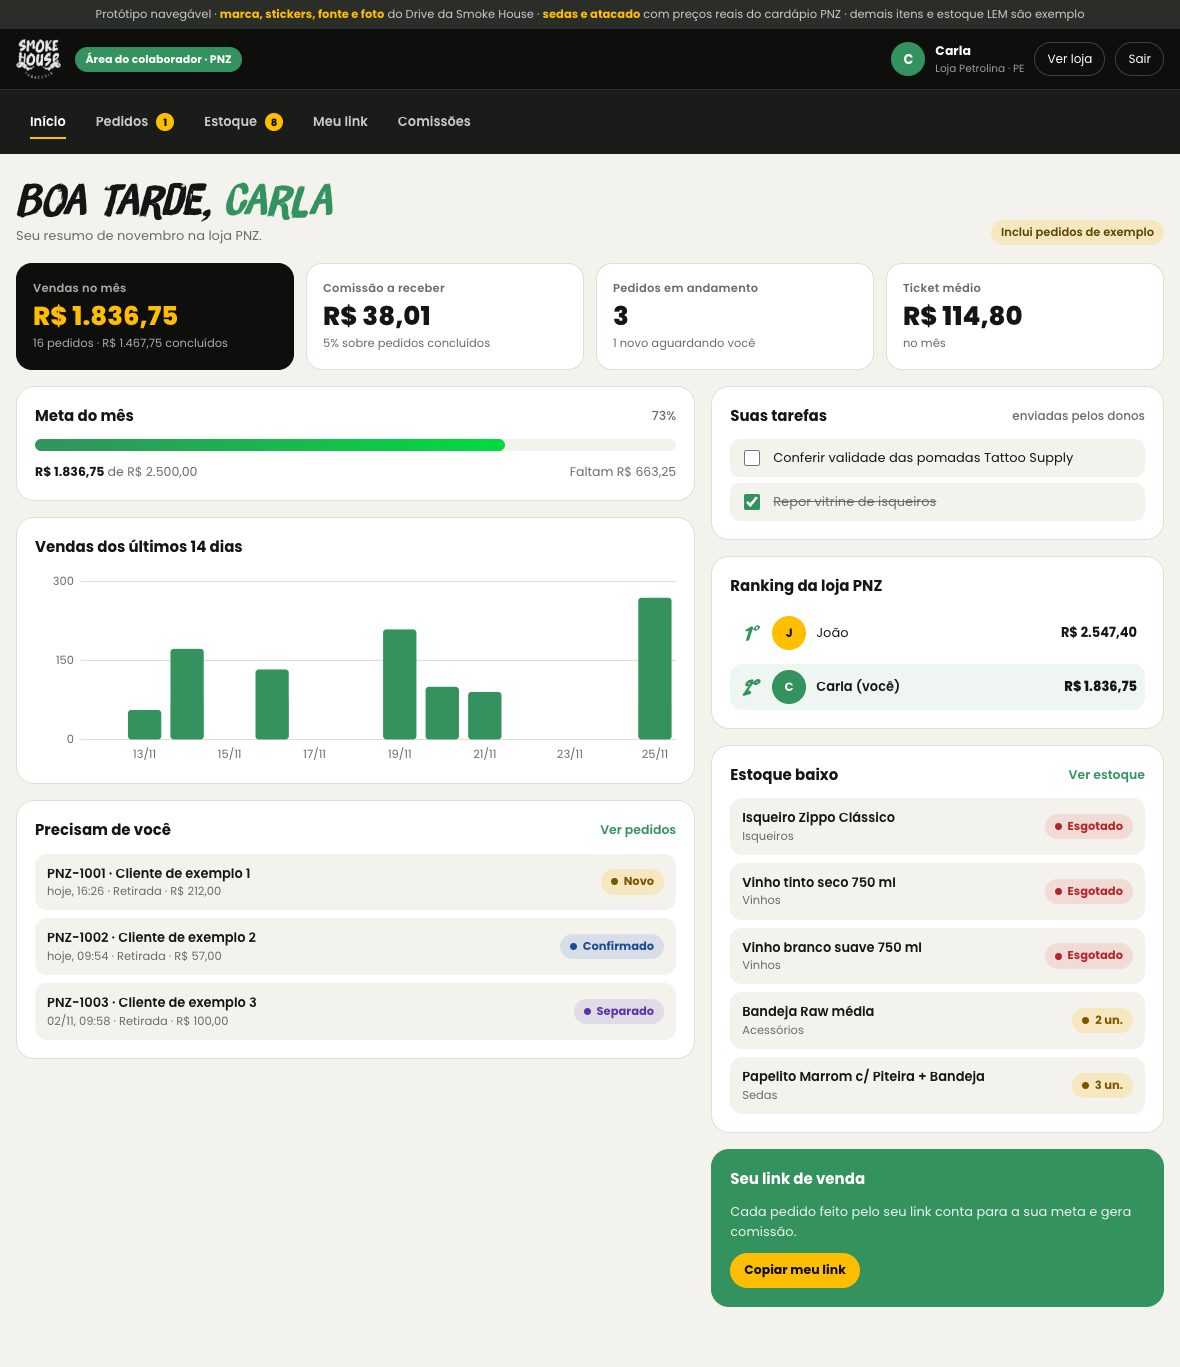 Protótipo navegável · marca, stickers, fonte e foto do Drive da Smoke House · sedas e atacado com preços reais do cardápio PNZ · demais itens e estoque LEM são exemplo
SMOKE
HOUSE
TABACARIA
Área do colaborador · PNZ
C
Carla
Loja Petrolina · PE
Ver loja
Sair
Início
Pedidos 1
Estoque 8
Meu link
Comissões
BOA TARDE, CARLA
Seu resumo de novembro na loja PNZ.
Inclui pedidos de exemplo
Vendas no mês
R$ 1.836,75
16 pedidos · R$ 1.467,75 concluídos
Comissão a receber
R$ 38,01
5% sobre pedidos concluídos
Pedidos em andamento
3
1 novo aguardando você
Ticket médio
R$ 114,80
no mês
Meta do mês
73%
R$ 1.836,75 de R$ 2.500,00
Faltam R$ 663,25
Vendas dos últimos 14 dias
300
150
0
13/11
15/11
17/11
19/11
21/11
23/11
25/11
Precisam de você
Ver pedidos
PNZ-1001 · Cliente de exemplo 1
hoje, 16:26 · Retirada · R$ 212,00
Novo
PNZ-1002 · Cliente de exemplo 2
hoje, 09:54 · Retirada · R$ 57,00
Confirmado
PNZ-1003 · Cliente de exemplo 3
02/11, 09:58 · Retirada · R$ 100,00
Separado
Suas tarefas
enviadas pelos donos
Conferir validade das pomadas Tattoo Supply
Repor vitrine de isqueiros
Ranking da loja PNZ
1º
J
João
R$ 2.547,40
2º
C
Carla (você)
R$ 1.836,75
Estoque baixo
Ver estoque
Isqueiro Zippo Clássico
Isqueiros
Esgotado
Vinho tinto seco 750 ml
Vinhos
Esgotado
Vinho branco suave 750 ml
Vinhos
Esgotado
Bandeja Raw média
Acessórios
2 un.
Papelito Marrom c/ Piteira + Bandeja
Sedas
3 un.
Seu link de venda
Cada pedido feito pelo seu link conta para a sua meta e gera
comissão.
Copiar meu link